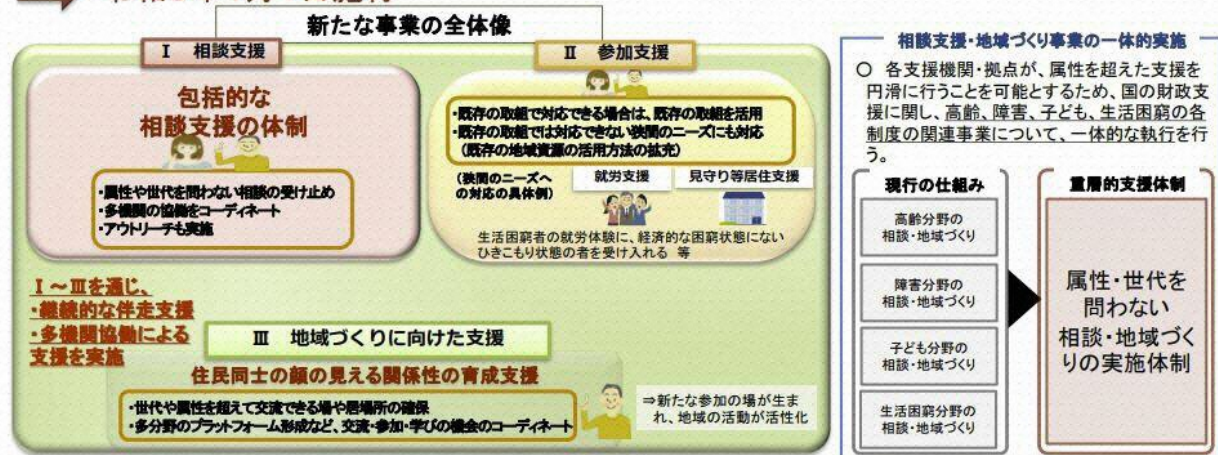 新たな事業の全体像
Ⅰ 相談支援
包括的な
相談支援の体制
・属性や世代を問わない相談の受け止め
・多機関の協働をコーディネート
・アウトリーチも実施
Ⅱ 参加支援
・既存の取組で対応できる場合は、既存の取組を活用
・既存の取組では対応できない狭間のニーズにも対応
（既存の地域資源の活用方法の拡充）
（狭間のニーズへ
の対応の具体例）
就労支援
見守り等居住支援
生活困窮者の就労体験に、経済的な困窮状態にない
ひきこもり状態の者を受け入れる 等
Ⅰ～Ⅲを通じ、
・継続的な伴走支援
・多機関協働による
支援を実施
Ⅲ 地域づくりに向けた支援
住民同士の顔の見える関係性の育成支援
・世代や属性を超えて交流できる場や居場所の確保
・多分野のプラットフォーム形成など、交流・参加・学びの機会のコーディネート
⇒新たな参加の場が生ま
れ、地域の活動が活性化
相談支援・地域づくり事業の一体的実施
○ 各支援機関・拠点が、属性を超えた支援を
円滑に行うことを可能とするため、国の財政支
援に関し、高齢、障害、子ども、生活困窮の各
制度の関連事業について、一体的な執行を行
う。
現行の仕組み
高齢分野の
相談・地域づくり
障害分野の
相談・地域づくり
子ども分野の
相談・地域づくり
生活困窮分野の
相談・地域づくり
重層的支援体制
属性・世代を
問わない
相談・地域づく
りの実施体制